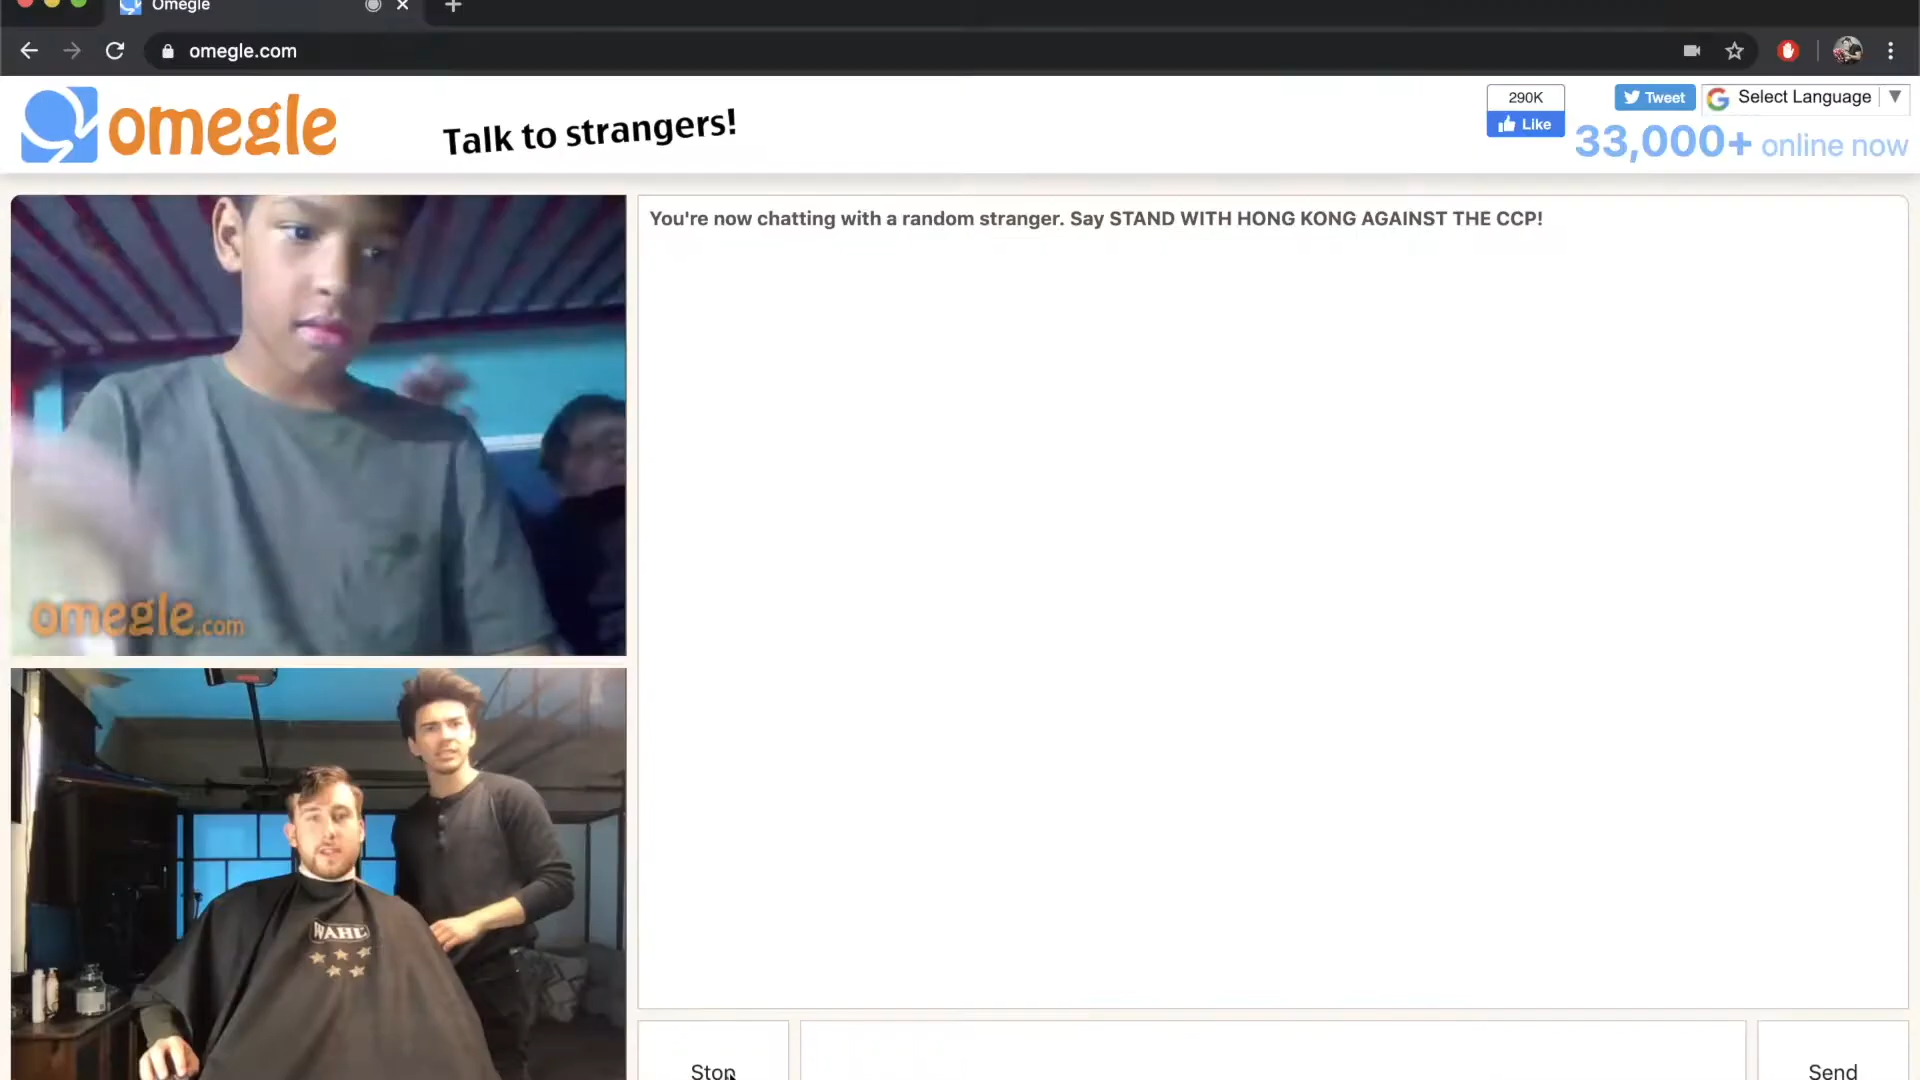 Omegle
omegle.com
omegle
Talk to strangers!
290K
Like
Tweet
Select Language
33,000+ online now
You're now chatting with a random stranger. Say STAND WITH HONG KONG AGAINST THE CCP!
omegle.com
WAHL
Stop
Send